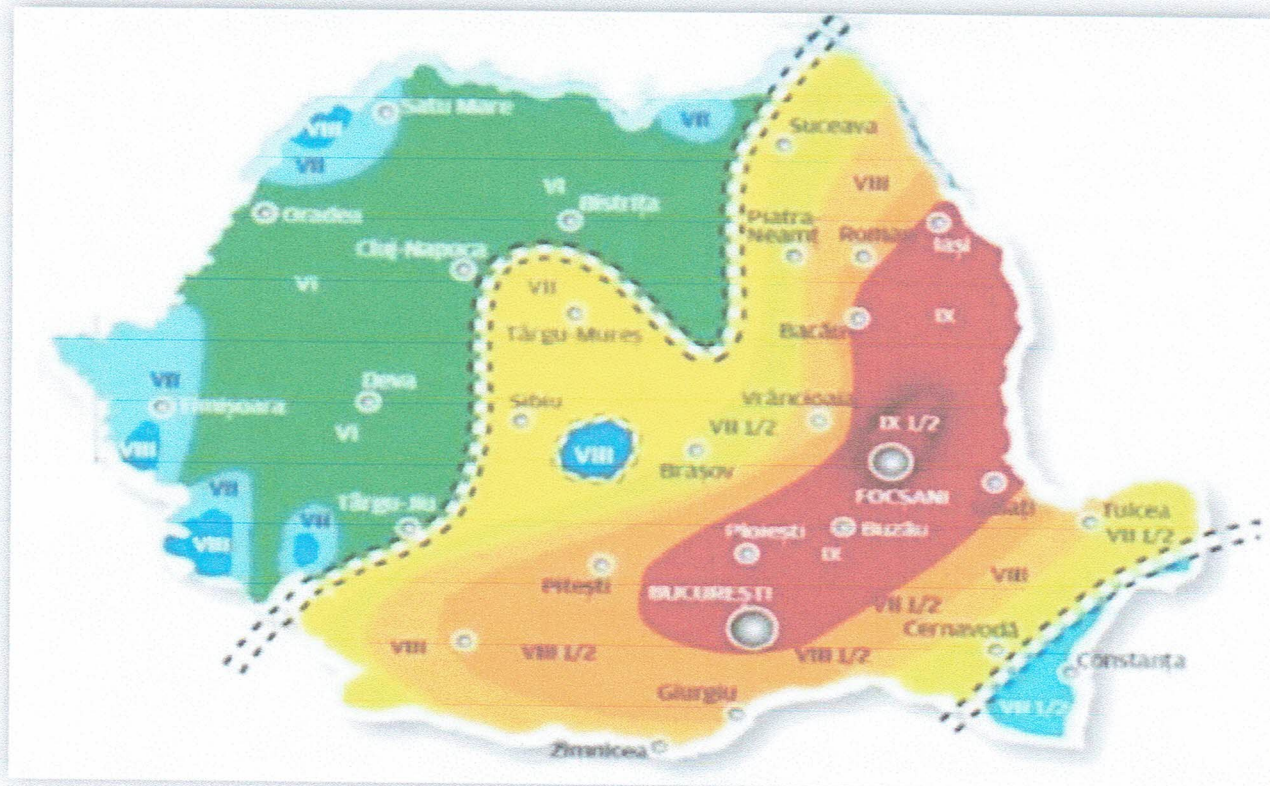 Satu Mare
VIII
VII
VII
Suceava
VI
Bistrița
VIII
Oradea
Piatra-
Neamț
Roman
Iași
Cluj-Napoca
VI
VII
Târgu-Mureș
IX
Bacău
VII
Timișoara
Deva
VI
Sibiu
Vrâncioaia
VII 1/2
IX 1/2
VIII
VIII
Brașov
FOCȘANI
Galați
VII
VIII
VII
Târgu-Jiu
Ploiești
Buzău
IX
Tulcea
VII 1/2
Pitești
BUCUREȘTI
VIII
VII 1/2
Cernavodă
VIII
VIII 1/2
VIII 1/2
Constanța
Giurgiu
VII 1/2
Zimnicea